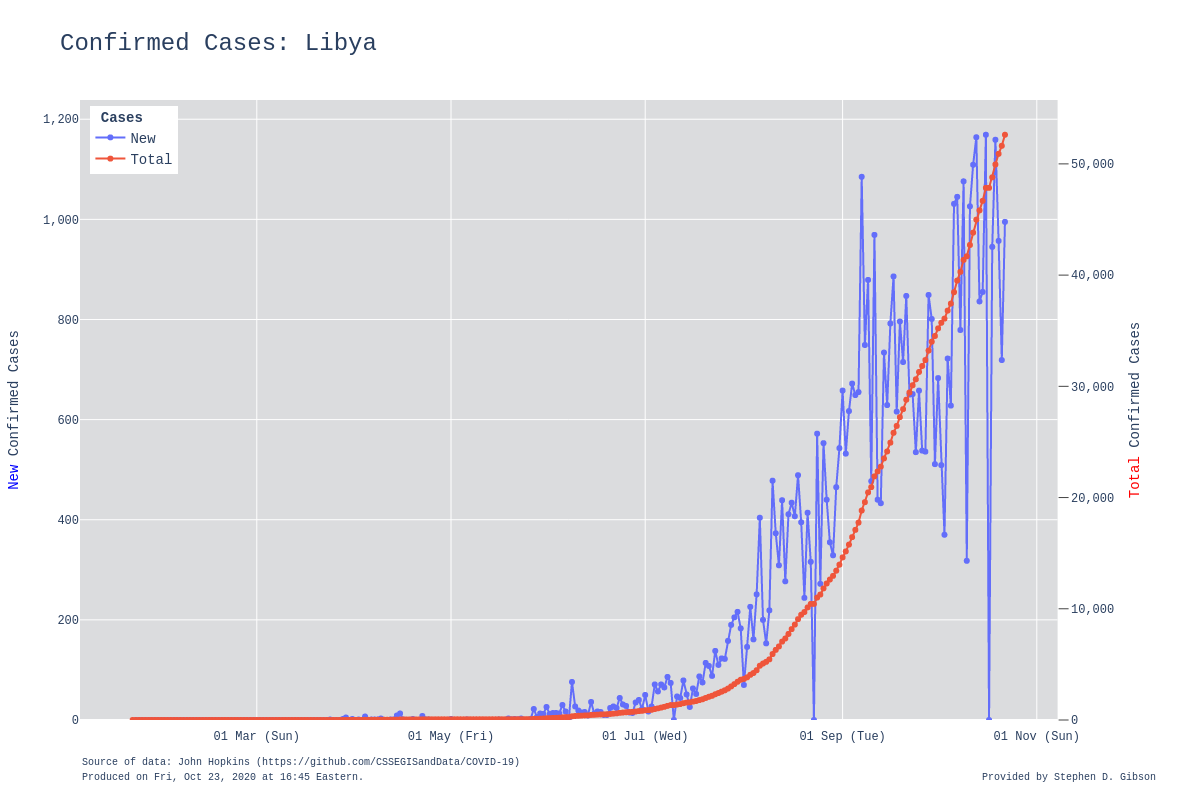 Confirmed Cases: Libya
Cases
New
Total
1,200
1,000
800
600
400
200
0
50,000
40,000
30,000
20,000
10,000
0
New Confirmed Cases
Total Confirmed Cases
01 Mar (Sun)
01 May (Fri)
01 Jul (Wed)
01 Sep (Tue)
01 Nov (Sun)
Source of data: John Hopkins (https://github.com/CSSEGISandData/COVID-19)
Produced on Fri, Oct 23, 2020 at 16:45 Eastern.
Provided by Stephen D. Gibson